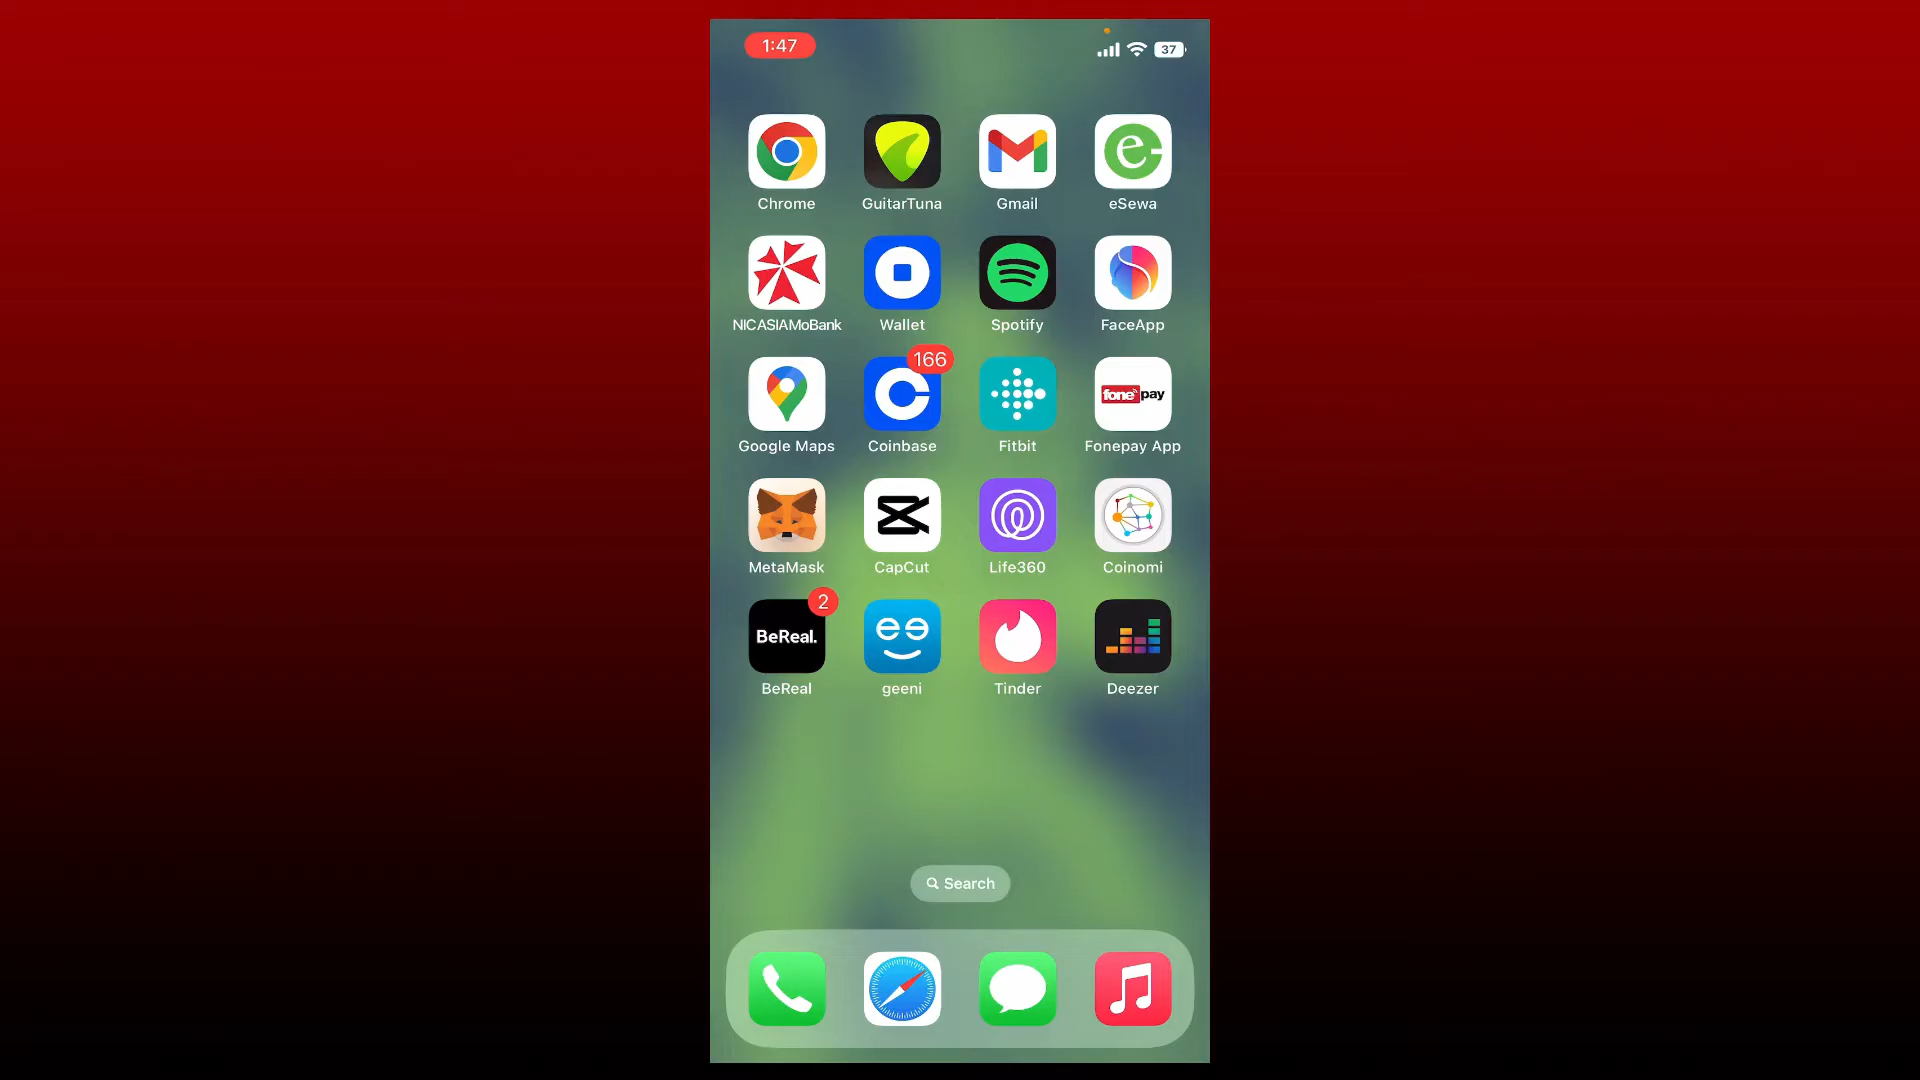 1:47
37
Chrome
GuitarTuna
Gmail
eSewa
NICASIAMoBank
Wallet
Spotify
FaceApp
166
fonepay
Google Maps
Coinbase
Fitbit
Fonepay App
MetaMask
CapCut
Life360
Coinomi
2
BeReal.
BeReal
geeni
Tinder
Deezer
Search